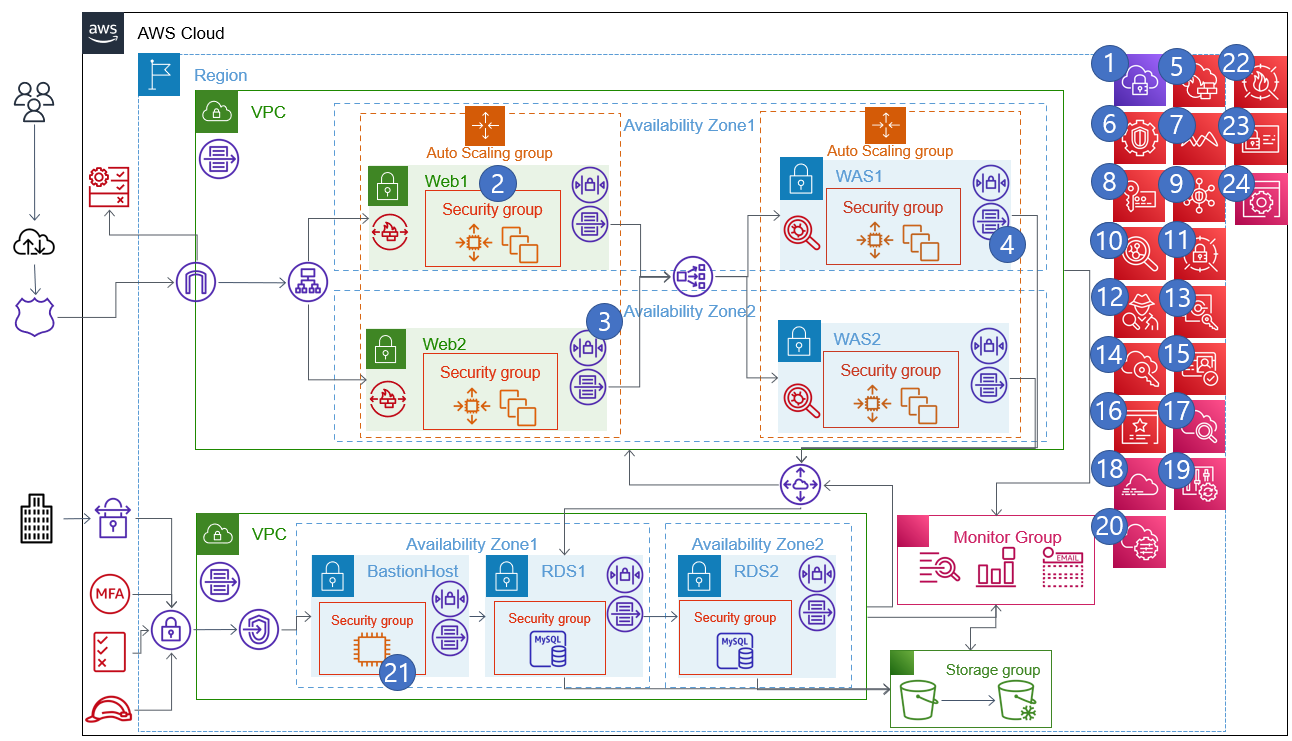 aws
AWS Cloud
Region
VPC
Availability Zone1
Auto Scaling group
Auto Scaling group
Web1
2
Security group
WAS1
Security group
4
Availability Zone2
3
Web2
Security group
WAS2
Security group
VPC
Availability Zone1
Availability Zone2
BastionHost
RDS1
RDS2
Security group
Security group
Security group
MySQL
MySQL
21
MFA
Monitor Group
EMAIL
Storage group
1
5
22
6
7
23
8
9
24
10
11
12
13
14
15
16
17
18
19
20